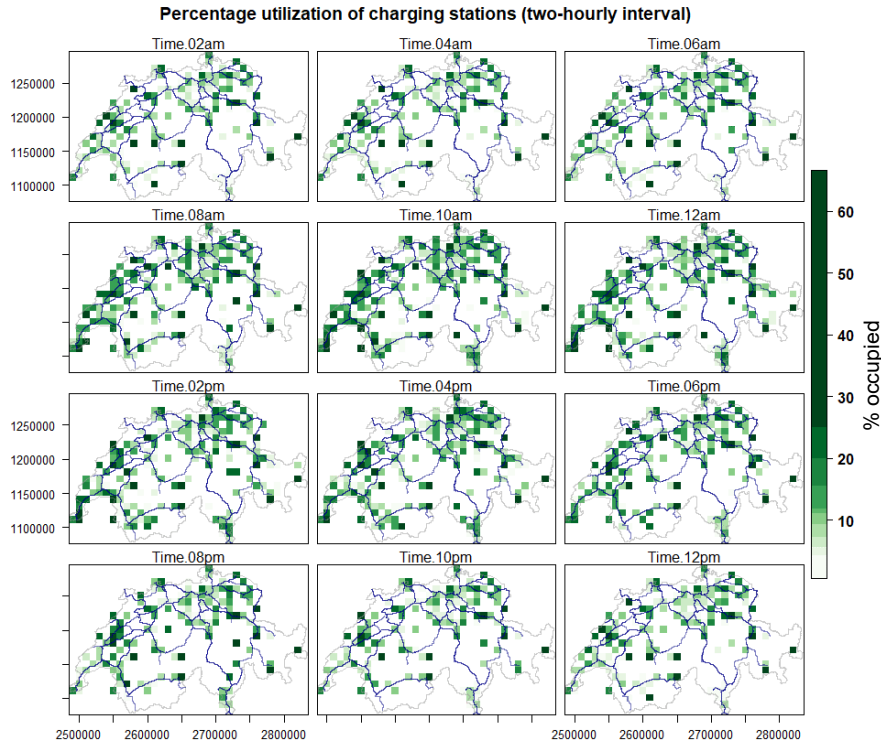 Percentage utilization of charging stations (two-hourly interval)
Time.02am Time.04am Time.06am
1250000
1200000
1150000
1100000
Time.08am Time.10am Time.12am
60
50
40
30
20
10
% occupied
Time.02pm Time.04pm Time.06pm
1250000
1200000
1150000
1100000
Time.08pm Time.10pm Time.12pm
2500000 2600000 2700000 2800000 2500000 2600000 2700000 2800000